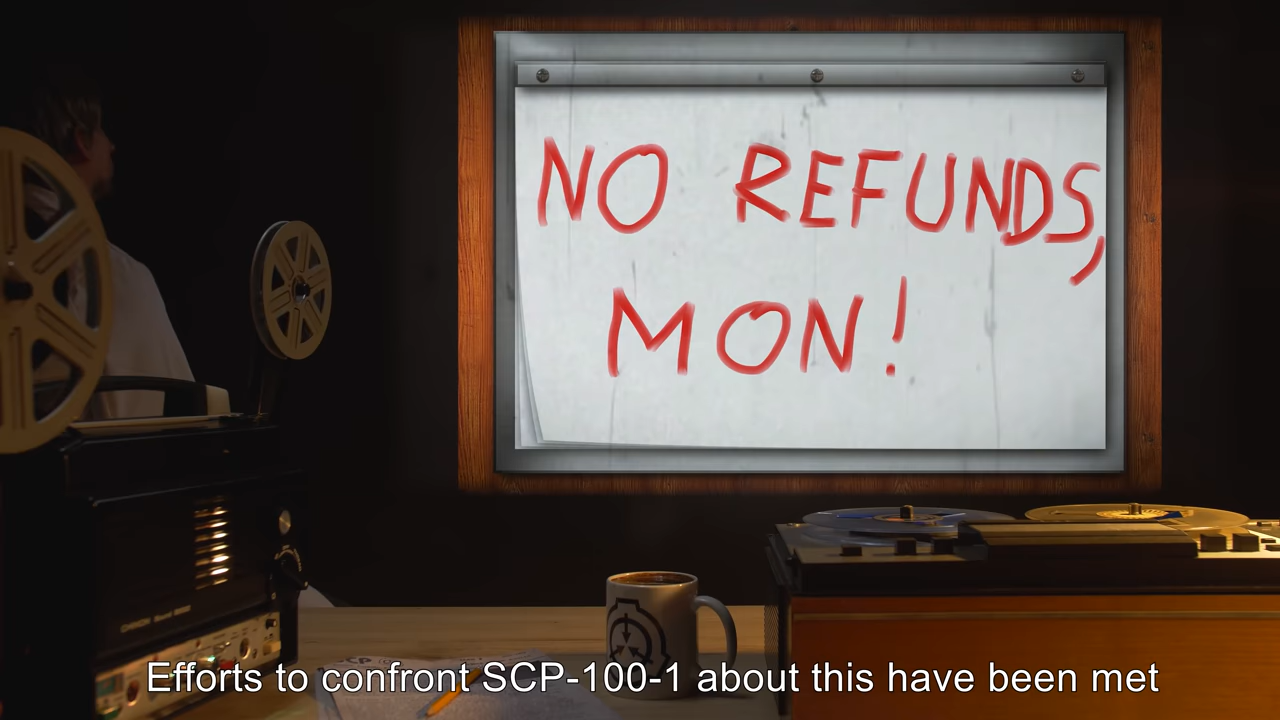 NO REFUNDS,
MON!
Efforts to confront SCP-100-1 about this have been met